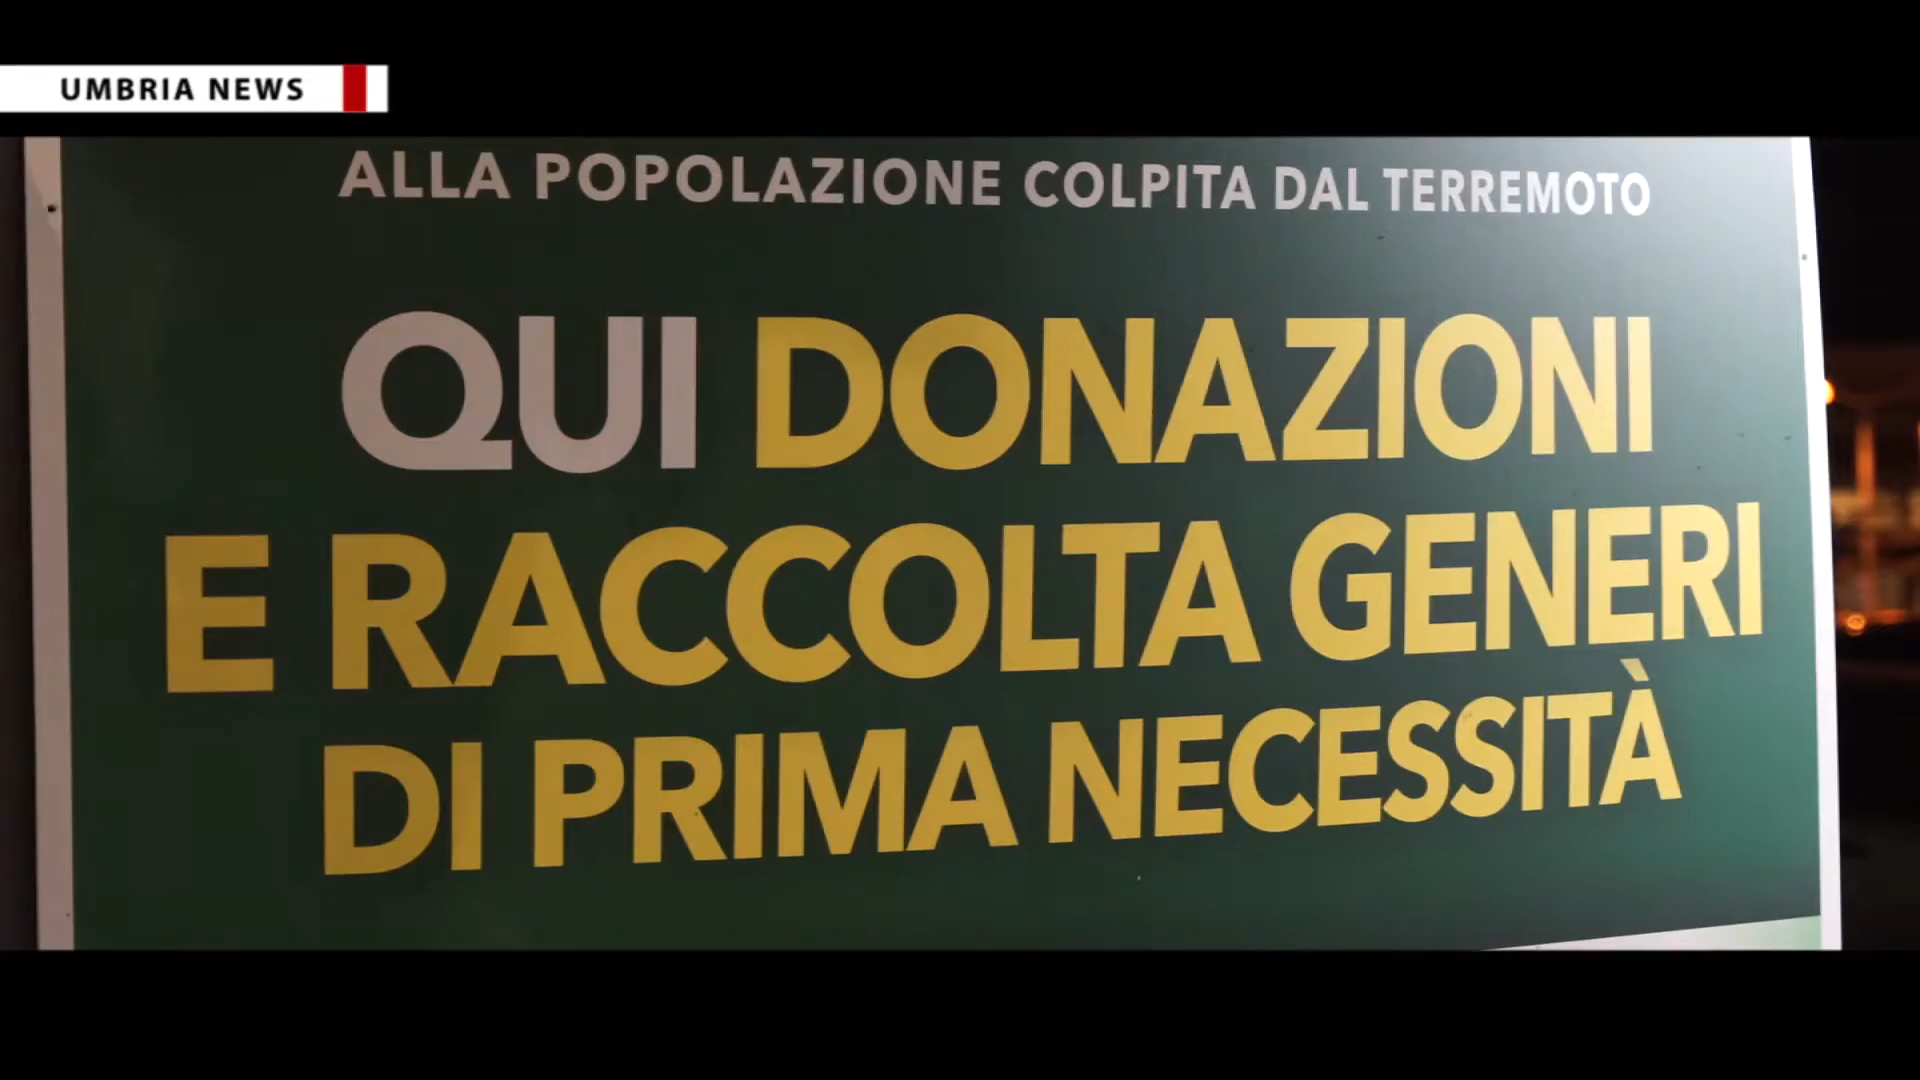 UMBRIA NEWS
ALLA POPOLAZIONE COLPITA DAL TERREMOTO
QUI DONAZIONI
E RACCOLTA GENERI
DI PRIMA NECESSITÀ